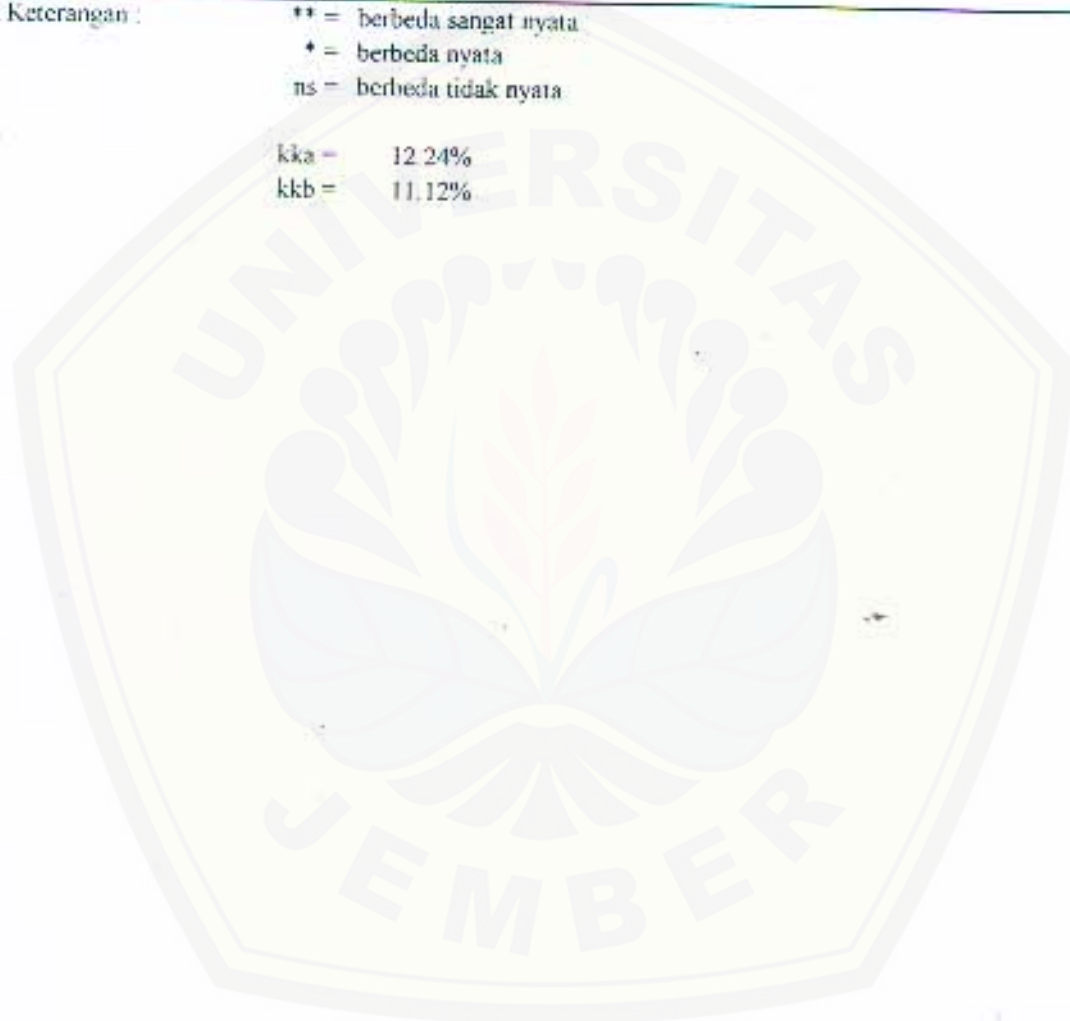 Keterangan : ** = berbeda sangat nyata
* = berbeda nyata
ns = berbeda tidak nyata
kka = 12.24%
kkb = 11.12%
UNIVERSITAS
JEMBER